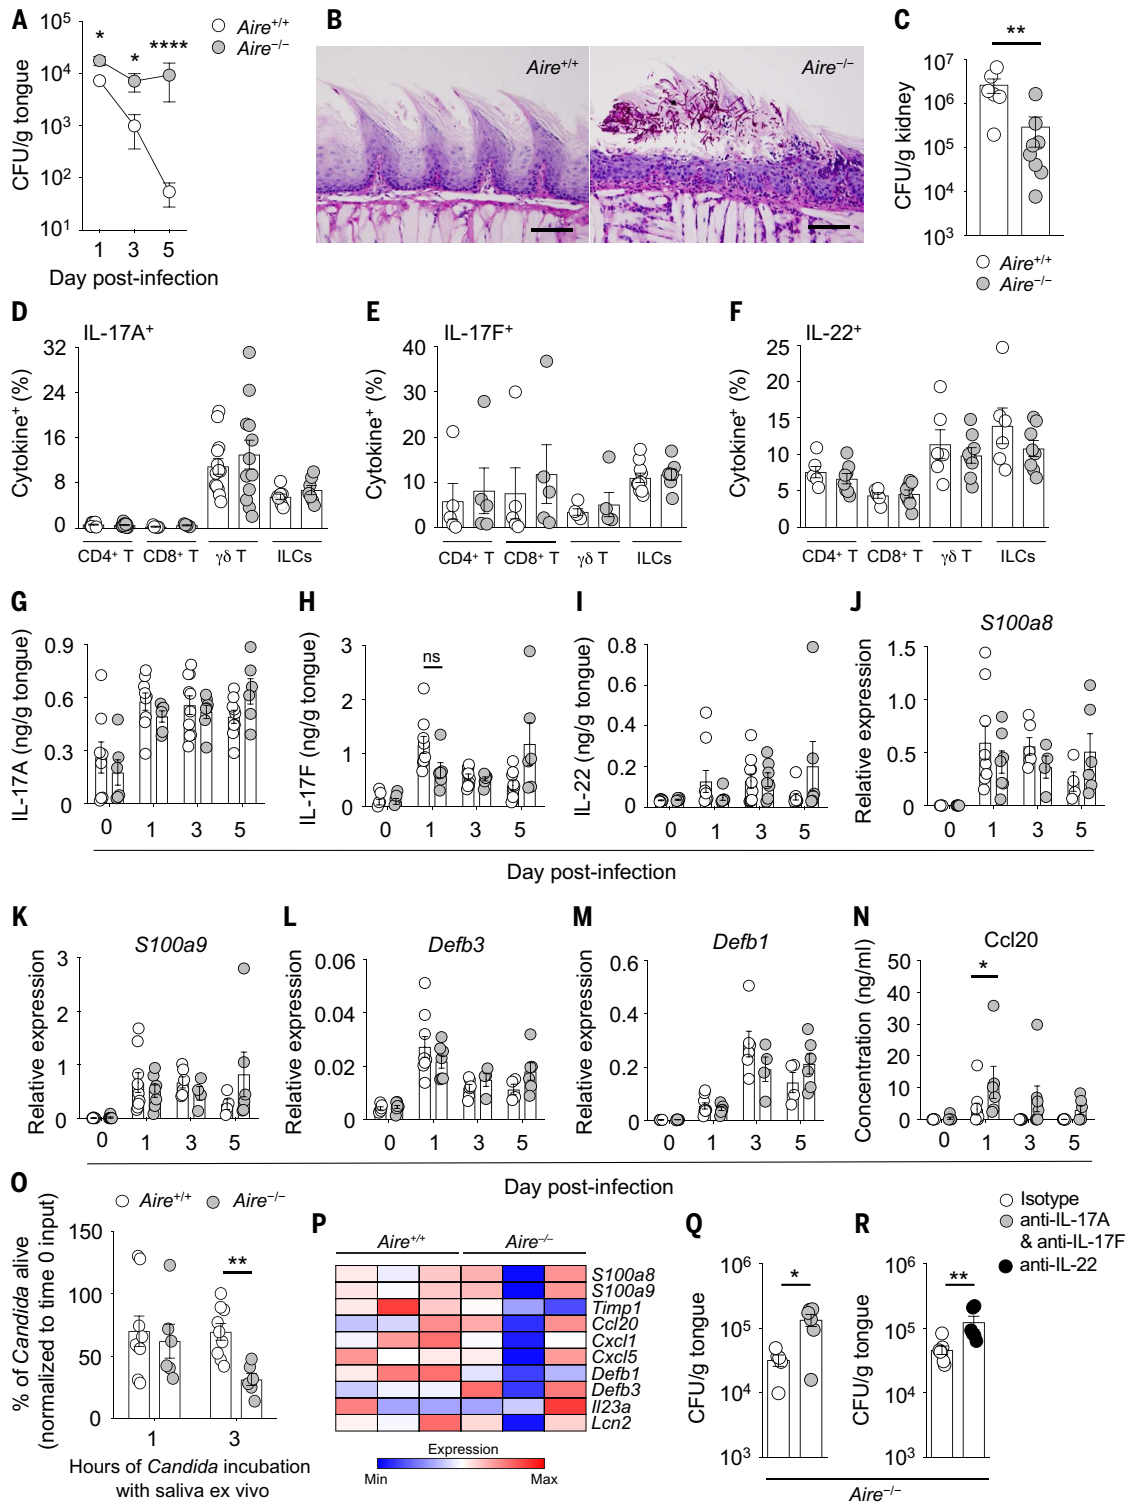 A
CFU/g tongue
10⁵
10⁴
10³
10²
10¹
* * ****
1 3 5
Day post-infection
Aire⁺/⁺
Aire⁻/⁻
B
Aire⁺/⁺
Aire⁻/⁻
C
**
CFU/g kidney
10⁷
10⁶
10⁵
10⁴
10³
Aire⁺/⁺
Aire⁻/⁻
D
IL-17A⁺
Cytokine⁺ (%)
32
24
16
8
0
CD4⁺ T CD8⁺ T γδ T ILCs
E
IL-17F⁺
Cytokine⁺ (%)
40
30
20
10
0
CD4⁺ T CD8⁺ T γδ T ILCs
F
IL-22⁺
Cytokine⁺ (%)
25
20
15
10
5
0
CD4⁺ T CD8⁺ T γδ T ILCs
G
IL-17A (ng/g tongue)
0.9
0.6
0.3
0
0 1 3 5
H
IL-17F (ng/g tongue)
3
2
1
0
ns
0 1 3 5
I
IL-22 (ng/g tongue)
0.8
0.6
0.4
0.2
0
0 1 3 5
J
S100a8
Relative expression
1.5
1.0
0.5
0
0 1 3 5
Day post-infection
K
S100a9
Relative expression
3
2
1
0
0 1 3 5
L
Defb3
Relative expression
0.06
0.04
0.02
0
0 1 3 5
M
Defb1
Relative expression
0.6
0.4
0.2
0
0 1 3 5
N
Ccl20
Concentration (ng/ml)
50
40
30
20
10
0
*
0 1 3 5
Day post-infection
O
Aire⁺/⁺ Aire⁻/⁻
% of Candida alive
(normalized to time 0 input)
150
100
50
0
**
1 3
Hours of Candida incubation
with saliva ex vivo
P
Aire⁺/⁺ Aire⁻/⁻
S100a8
S100a9
Timp1
Ccl20
Cxcl1
Cxcl5
Defb1
Defb3
Il23a
Lcn2
Expression
Min Max
Q
CFU/g tongue
10⁶
10⁵
10⁴
10³
*
R
CFU/g tongue
10⁶
10⁵
10⁴
10³
**
Isotype
anti-IL-17A
& anti-IL-17F
anti-IL-22
Aire⁻/⁻